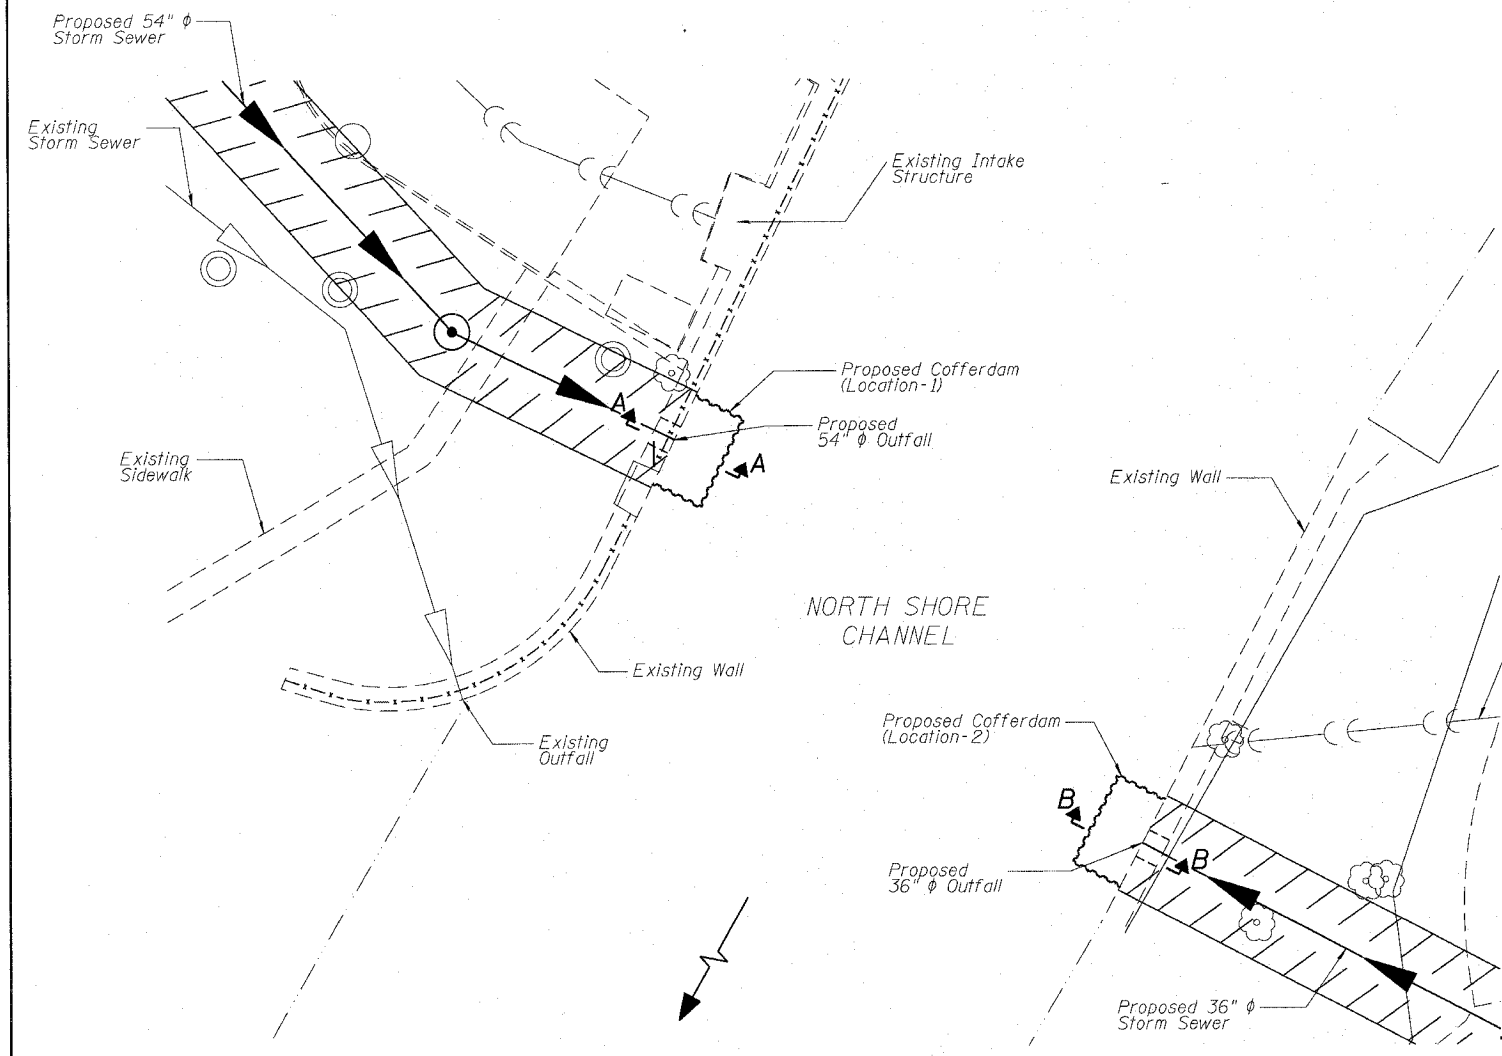 Proposed 54" ϕ
Storm Sewer
Existing
Storm Sewer
Existing Intake
Structure
Proposed Cofferdam
(Location-1)
A
Proposed
54" ϕ Outfall
A
Existing
Sidewalk
Existing Wall
NORTH SHORE
CHANNEL
Existing Wall
Proposed Cofferdam
(Location-2)
Existing
Outfall
B
B
Proposed
36" ϕ Outfall
Proposed 36" ϕ
Storm Sewer